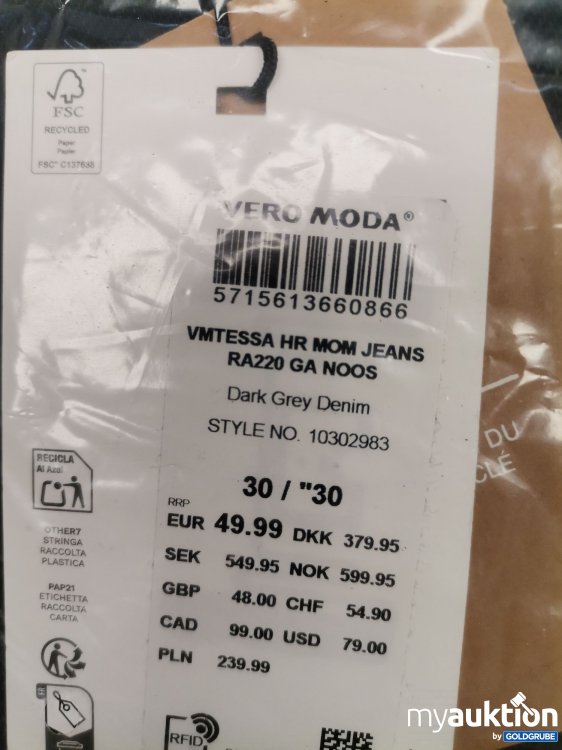 FSC
RECYCLED
Paper
Papier
FSC® C137638
VERO MODA®
5715613660866
VMTESSA HR MOM JEANS
RA220 GA NOOS
Dark Grey Denim
STYLE NO. 10302983
DU
CLÉ
RECICLA
Al Azul
30 / "30
RRP
EUR 49.99 DKK 379.95
SEK 549.95 NOK 599.95
GBP 48.00 CHF 54.90
CAD 99.00 USD 79.00
PLN 239.99
OTHER7
STRINGA
RACCOLTA
PLASTICA
PAP21
ETICHETTA
RACCOLTA
CARTA
FR
RFID
myauktion
by GOLDGRUBE